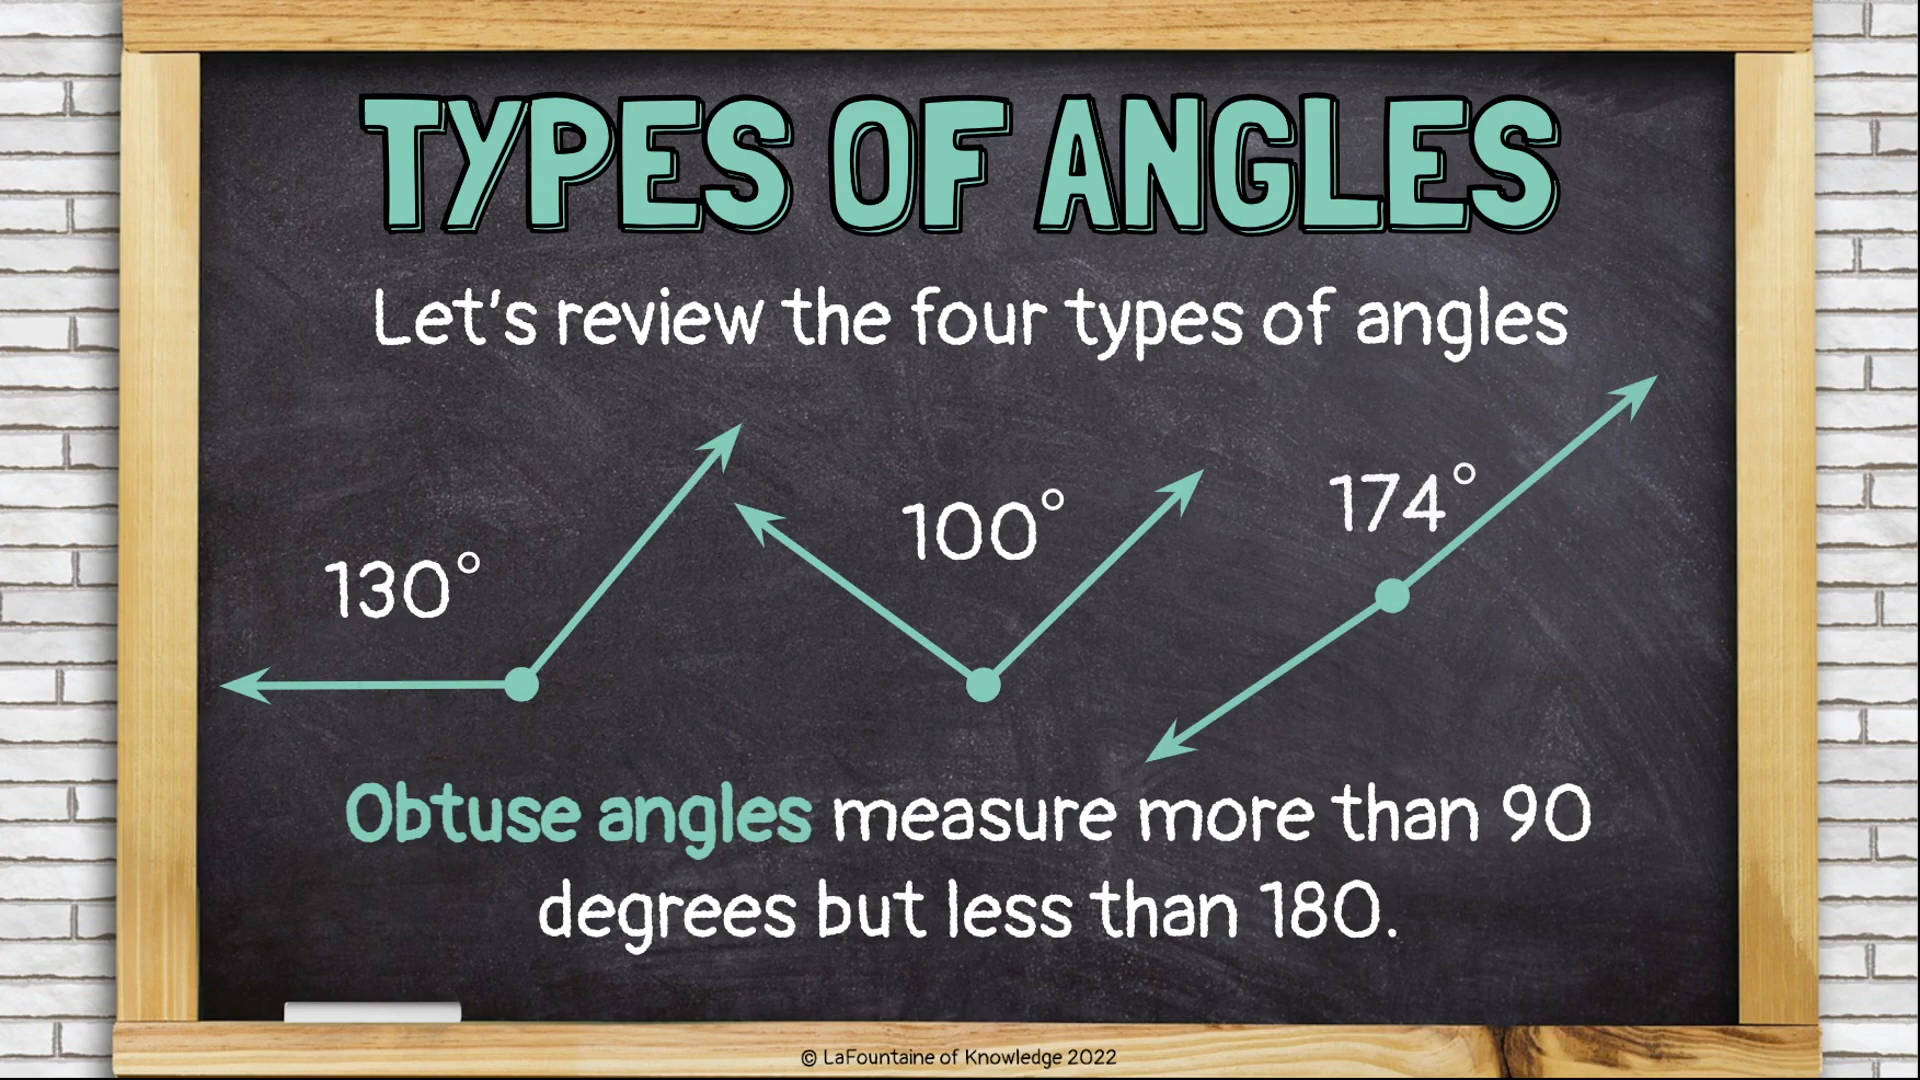 TYPES OF ANGLES
Let's review the four types of angles
130°
100°
174°
Obtuse angles measure more than 90
degrees but less than 180.
© LaFountaine of Knowledge 2022